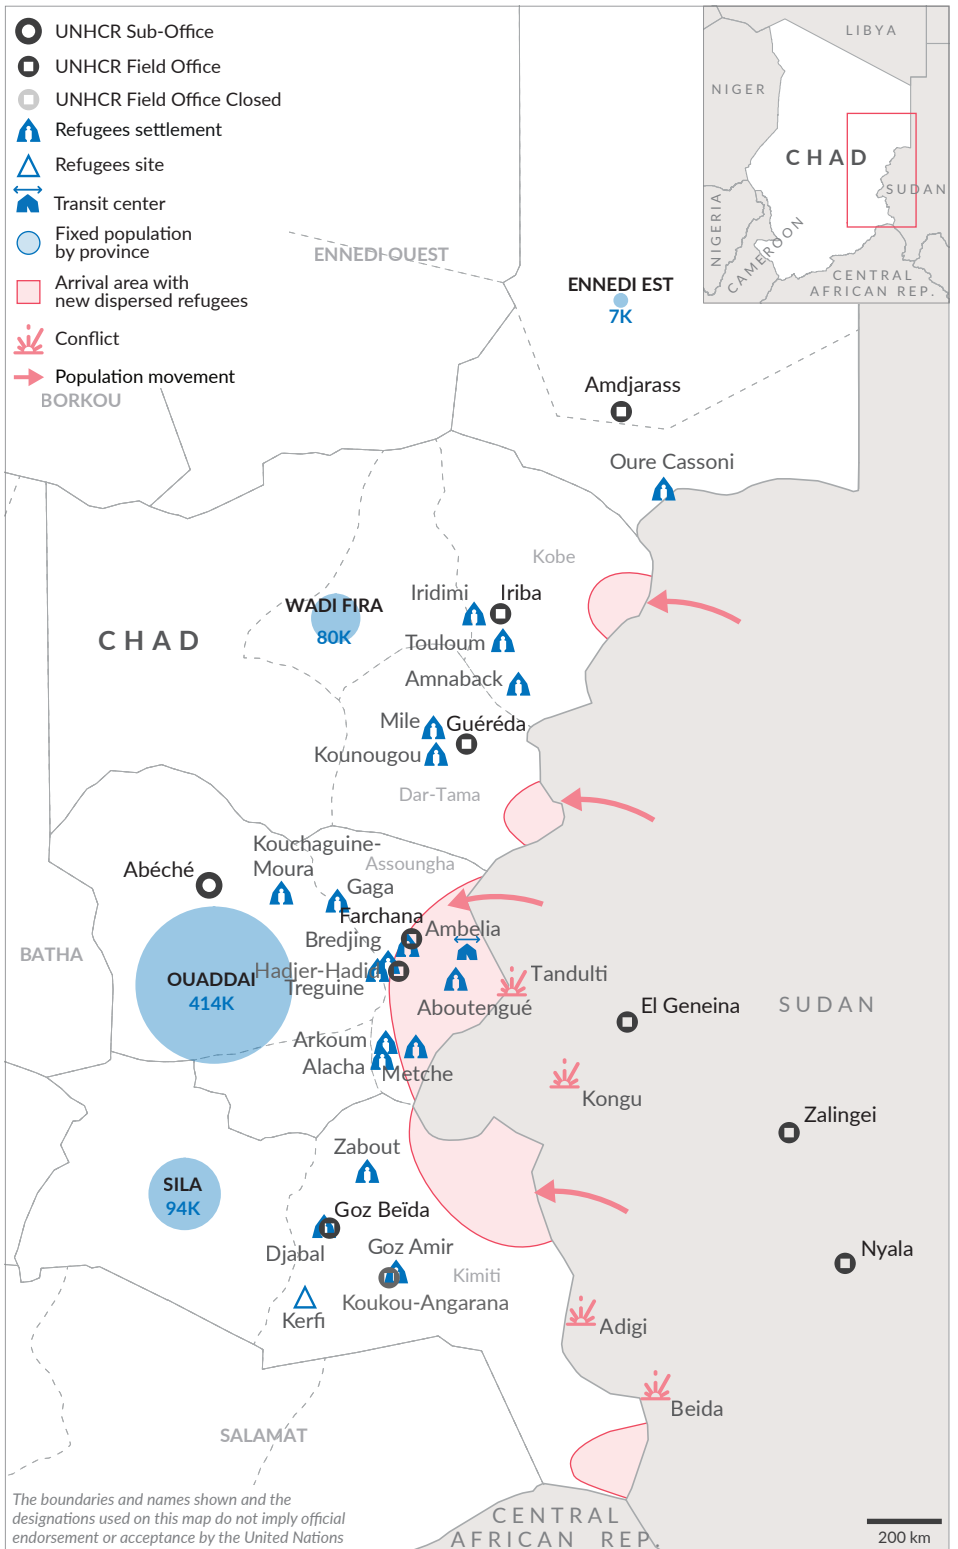 UNHCR Sub-Office
UNHCR Field Office
UNHCR Field Office Closed
Refugees settlement
Refugees site
Transit center
Fixed population
by province
Arrival area with
new dispersed refugees
Conflict
Population movement
LIBYA
NIGER
CHAD
SUDAN
NIGERIA
CAMEROON
CENTRAL
AFRICAN REP.
ENNEDI OUEST
ENNEDI EST
7K
Amdjarass
BORKOU
Oure Cassoni
Kobe
Iridimi
Iriba
WADI FIRA
80K
CHAD
Touloum
Amnaback
Mile
Guéréda
Kounougou
Dar-Tama
Kouchaguine-
Moura
Assoungha
Abéché
Gaga
Farchana
Ambelia
Bredjing
BATHA
Hadjer-Hadid
Treguine
OUADDAI
414K
Tandulti
Aboutengué
El Geneina
SUDAN
Arkoum
Alacha
Metche
Kongu
Zalingei
Zabout
SILA
94K
Goz Beïda
Djabal
Goz Amir
Nyala
Kimiti
Koukou-Angarana
Kerfi
Adigi
Beida
SALAMAT
The boundaries and names shown and the
designations used on this map do not imply official
endorsement or acceptance by the United Nations
CENTRAL
AFRICAN REP.
200 km